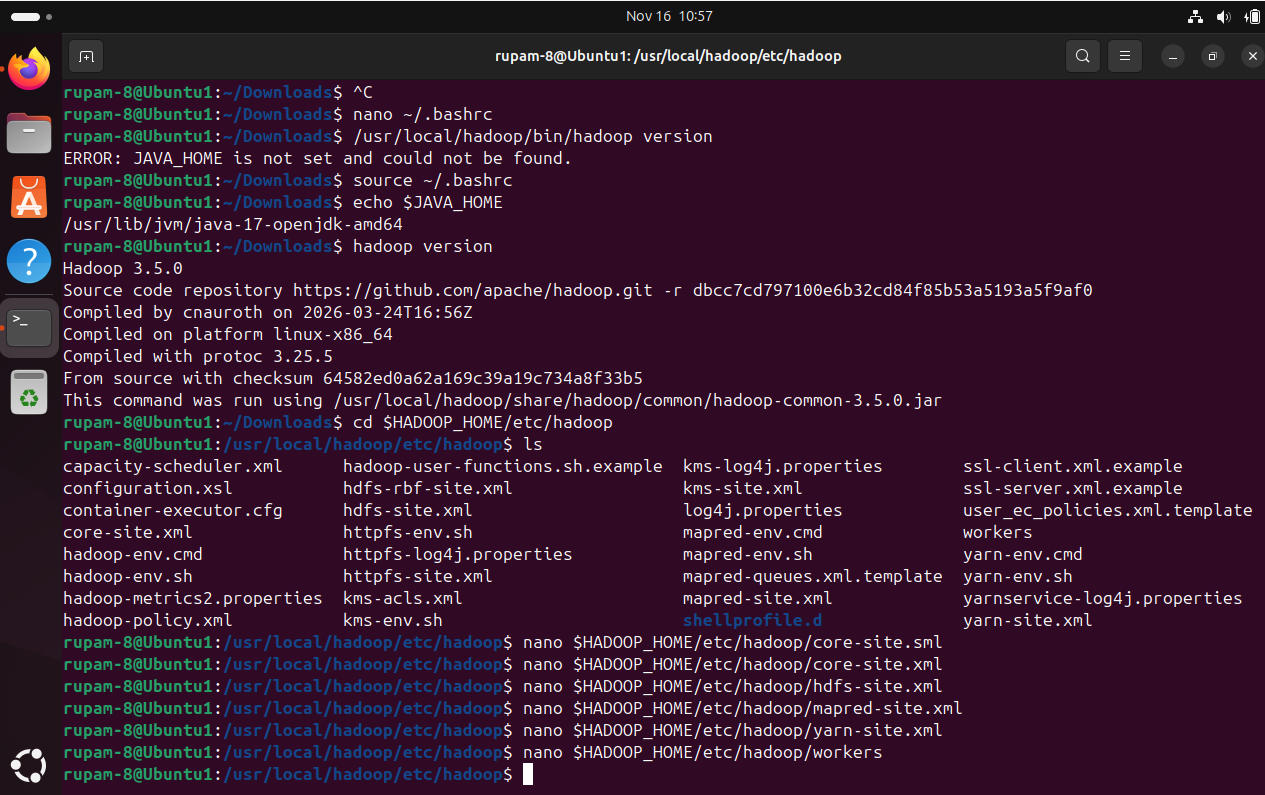 Nov 16 10:57
rupam-8@Ubuntu1: /usr/local/hadoop/etc/hadoop
rupam-8@Ubuntu1:~/Downloads$ ^C
rupam-8@Ubuntu1:~/Downloads$ nano ~/.bashrc
rupam-8@Ubuntu1:~/Downloads$ /usr/local/hadoop/bin/hadoop version
ERROR: JAVA_HOME is not set and could not be found.
rupam-8@Ubuntu1:~/Downloads$ source ~/.bashrc
rupam-8@Ubuntu1:~/Downloads$ echo $JAVA_HOME
/usr/lib/jvm/java-17-openjdk-amd64
rupam-8@Ubuntu1:~/Downloads$ hadoop version
Hadoop 3.5.0
Source code repository https://github.com/apache/hadoop.git -r dbcc7cd797100e6b32cd84f85b53a5193a5f9af0
Compiled by cnauroth on 2026-03-24T16:56Z
Compiled on platform linux-x86_64
Compiled with protoc 3.25.5
From source with checksum 64582ed0a62a169c39a19c734a8f33b5
This command was run using /usr/local/hadoop/share/hadoop/common/hadoop-common-3.5.0.jar
rupam-8@Ubuntu1:~/Downloads$ cd $HADOOP_HOME/etc/hadoop
rupam-8@Ubuntu1:/usr/local/hadoop/etc/hadoop$ ls
capacity-scheduler.xml hadoop-user-functions.sh.example kms-log4j.properties ssl-client.xml.example
configuration.xsl hdfs-rbf-site.xml kms-site.xml ssl-server.xml.example
container-executor.cfg hdfs-site.xml log4j.properties user_ec_policies.xml.template
core-site.xml httpfs-env.sh mapred-env.cmd workers
hadoop-env.cmd httpfs-log4j.properties mapred-env.sh yarn-env.cmd
hadoop-env.sh httpfs-site.xml mapred-queues.xml.template yarn-env.sh
hadoop-metrics2.properties kms-acls.xml mapred-site.xml yarnservice-log4j.properties
hadoop-policy.xml kms-env.sh shellprofile.d yarn-site.xml
rupam-8@Ubuntu1:/usr/local/hadoop/etc/hadoop$ nano $HADOOP_HOME/etc/hadoop/core-site.sml
rupam-8@Ubuntu1:/usr/local/hadoop/etc/hadoop$ nano $HADOOP_HOME/etc/hadoop/core-site.xml
rupam-8@Ubuntu1:/usr/local/hadoop/etc/hadoop$ nano $HADOOP_HOME/etc/hadoop/hdfs-site.xml
rupam-8@Ubuntu1:/usr/local/hadoop/etc/hadoop$ nano $HADOOP_HOME/etc/hadoop/mapred-site.xml
rupam-8@Ubuntu1:/usr/local/hadoop/etc/hadoop$ nano $HADOOP_HOME/etc/hadoop/yarn-site.xml
rupam-8@Ubuntu1:/usr/local/hadoop/etc/hadoop$ nano $HADOOP_HOME/etc/hadoop/workers
rupam-8@Ubuntu1:/usr/local/hadoop/etc/hadoop$